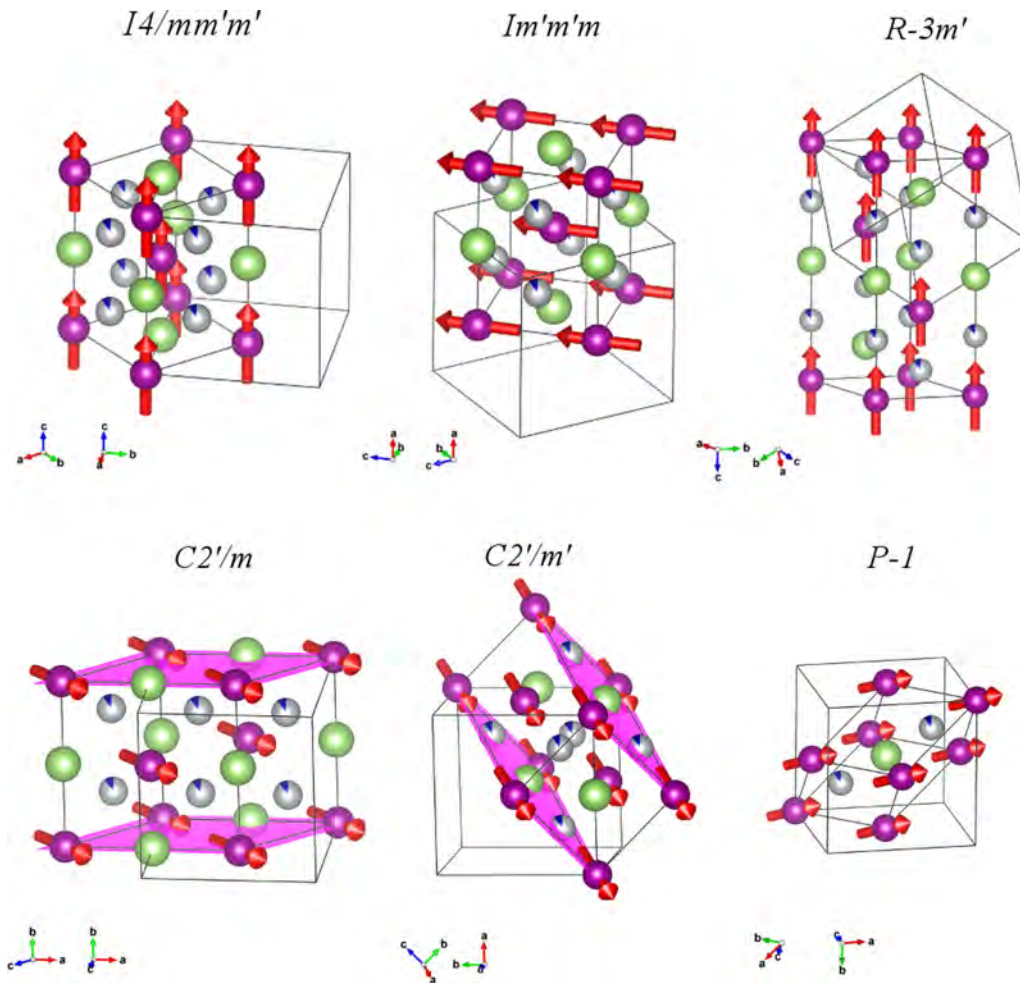 I4/mm'm' Im'm'm R-3m'
c c a a a b
a b a b c b c b c b a c
C2'/m C2'/m' P-1
b b c b a b c a
c a c a a b c a c b